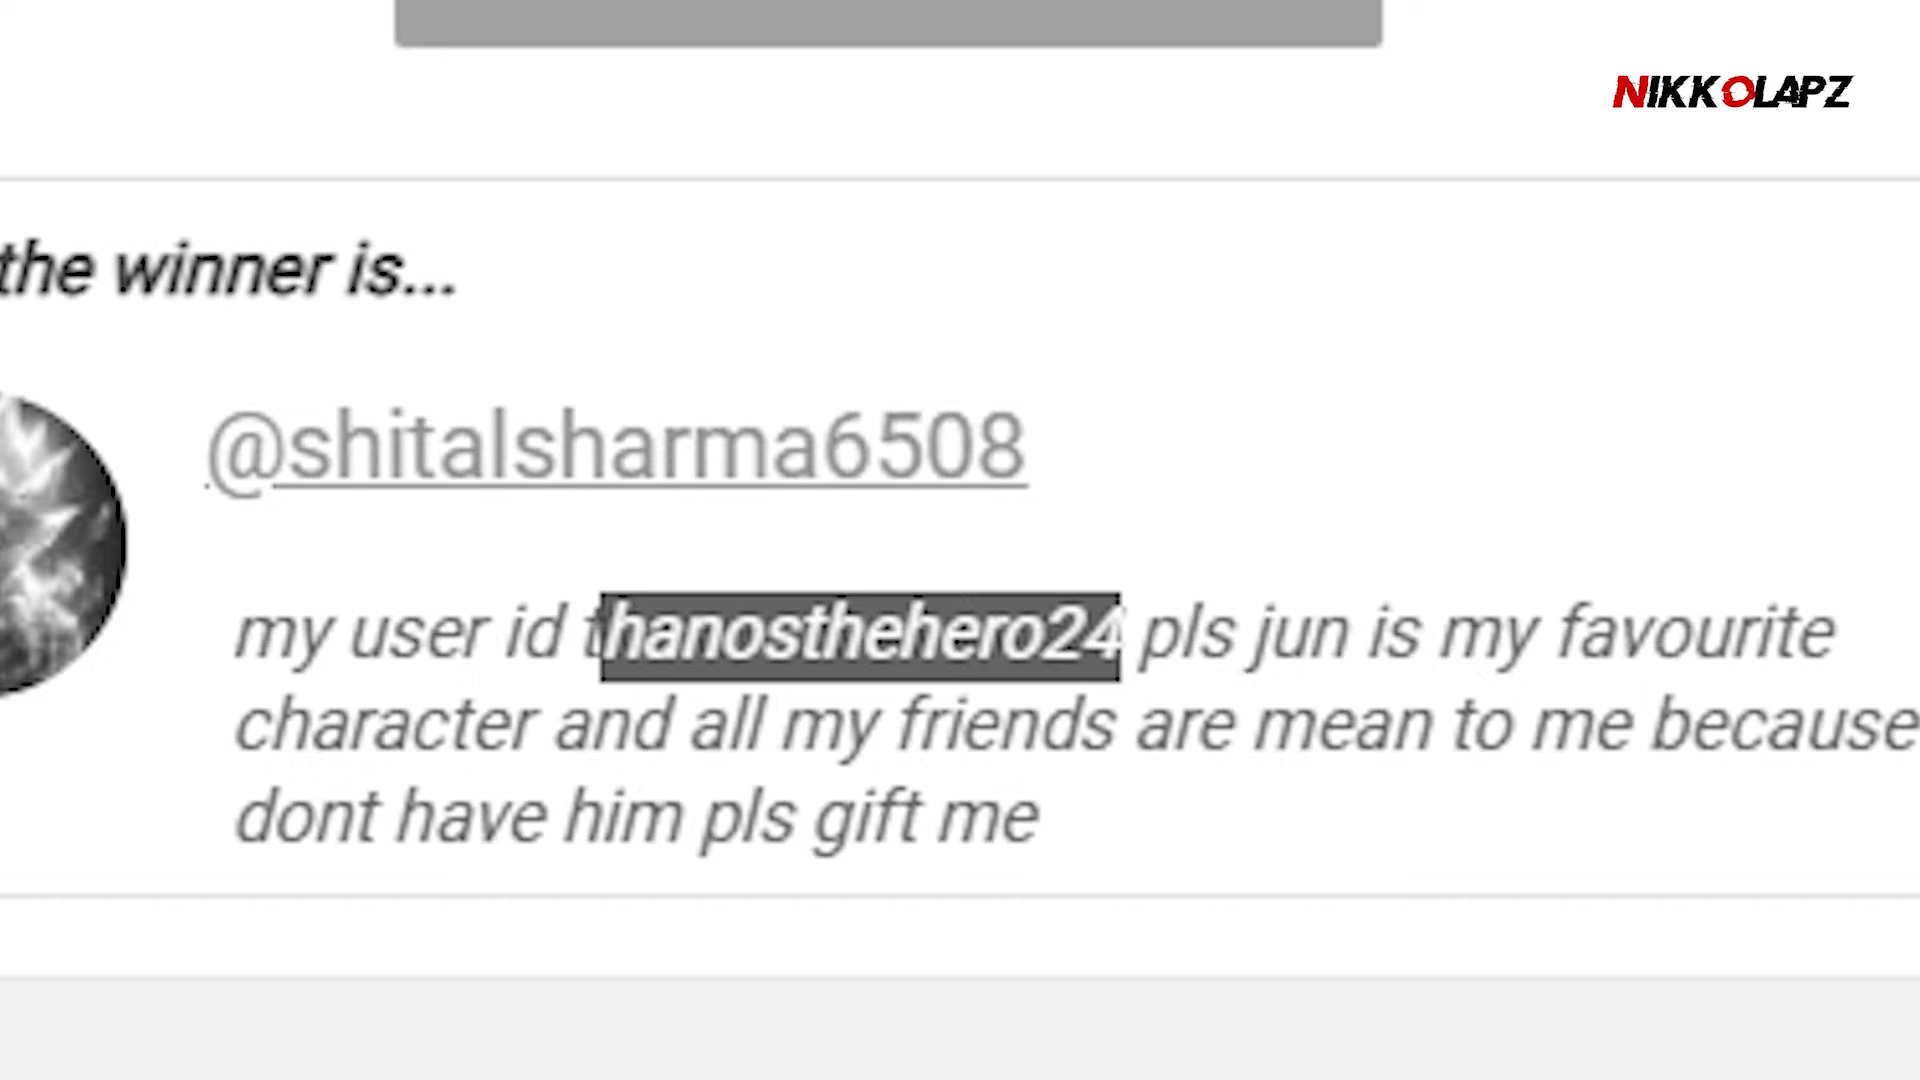 NIKKOLAPZ
the winner is...
@shitalsharma6508
my user id thanosthehero24 pls jun is my favourite
character and all my friends are mean to me because
dont have him pls gift me